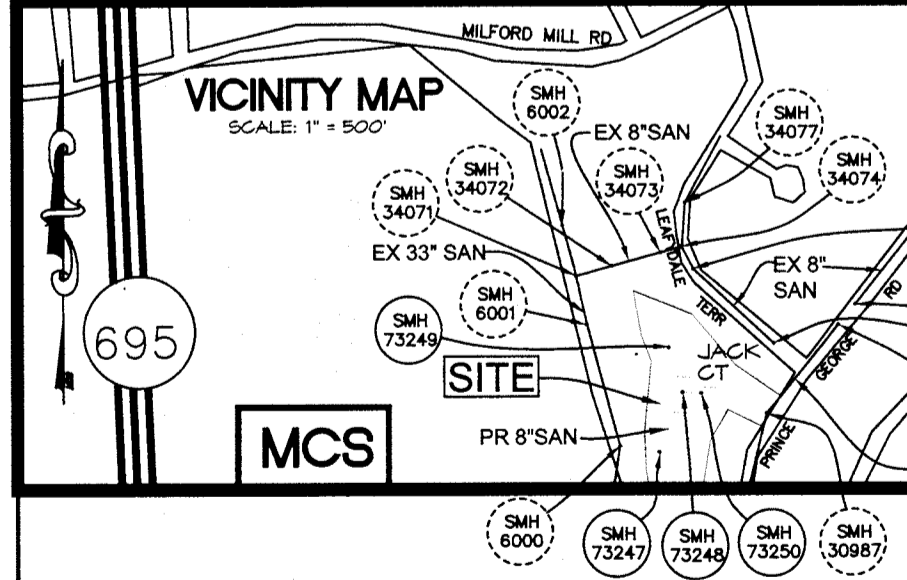 MILFORD MILL RD
VICINITY MAP
SCALE: 1" = 500'
SMH
6002
EX 8"SAN
SMH
34077
SMH
34072
SMH
34073
SMH
34074
SMH
34071
LEAFYDALE
TERR
EX 33" SAN
EX 8"
SAN
SMH
6001
RD
SMH
73249
695
JACK
CT
GEORGE
SITE
PR 8"SAN
MCS
PRINCE
SMH
6000
SMH
73247
SMH
73248
SMH
73250
SMH
30987